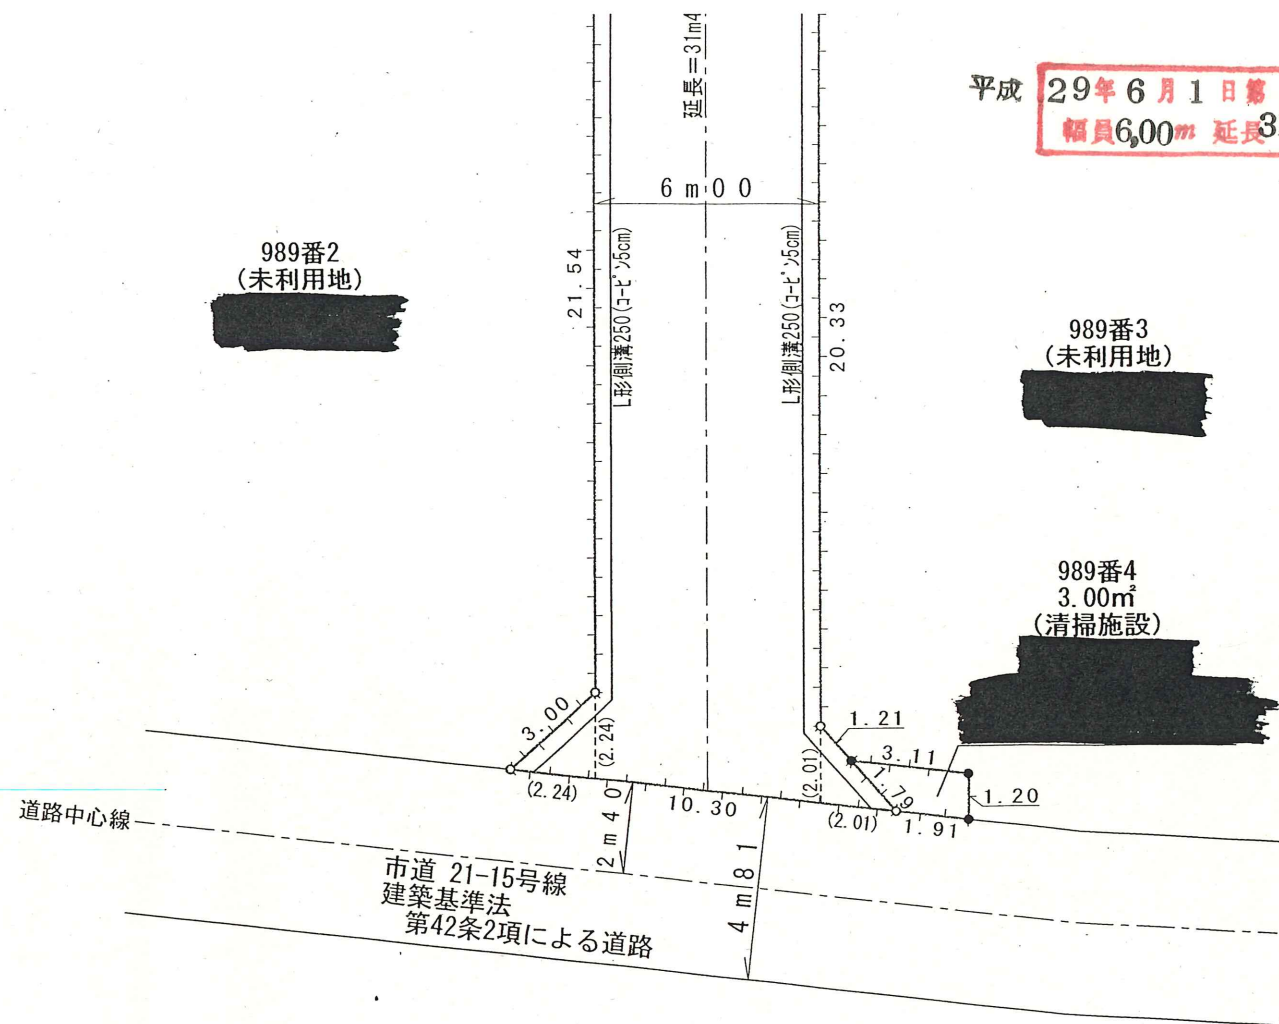 延長=31m4
平成 29年6月1日第
幅員6,00m 延長3
6m00
989番2
(未利用地)
21.54
L形側溝250(コーピン5cm)
L形側溝250(コーピン5cm)
20.33
989番3
(未利用地)
989番4
3.00㎡
(清掃施設)
3.00
(2.24)
(2.24)
1.21
3.11
1.79
(2.01)
(2.01)
1.20
1.91
10.30
2m40
4m81
道路中心線
市道 21-15号線
建築基準法
第42条2項による道路